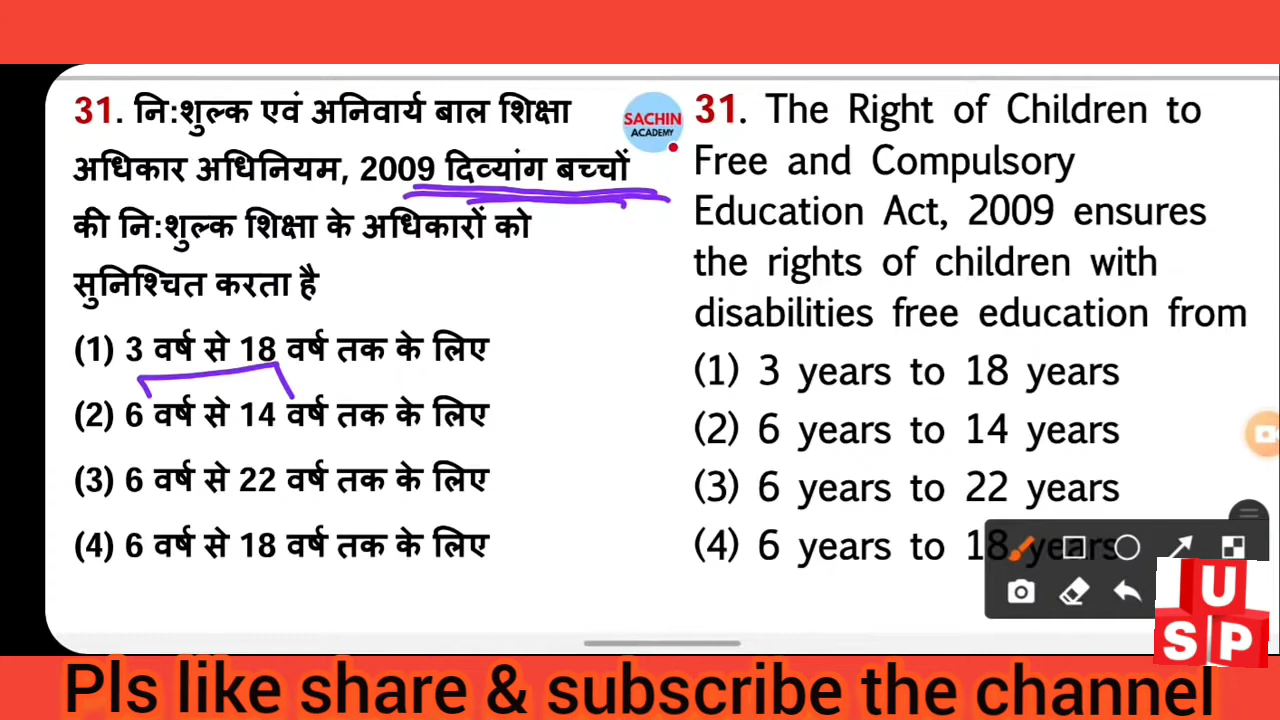 31. नि:शुल्क एवं अनिवार्य बाल शिक्षा
अधिकार अधिनियम, 2009 दिव्यांग बच्चों
की नि:शुल्क शिक्षा के अधिकारों को
सुनिश्चित करता है
(1) 3 वर्ष से 18 वर्ष तक के लिए
(2) 6 वर्ष से 14 वर्ष तक के लिए
(3) 6 वर्ष से 22 वर्ष तक के लिए
(4) 6 वर्ष से 18 वर्ष तक के लिए
SACHIN
ACADEMY
31. The Right of Children to
Free and Compulsory
Education Act, 2009 ensures
the rights of children with
disabilities free education from
(1) 3 years to 18 years
(2) 6 years to 14 years
(3) 6 years to 22 years
(4) 6 years to 18 years
U
S P
Pls like share & subscribe the channel